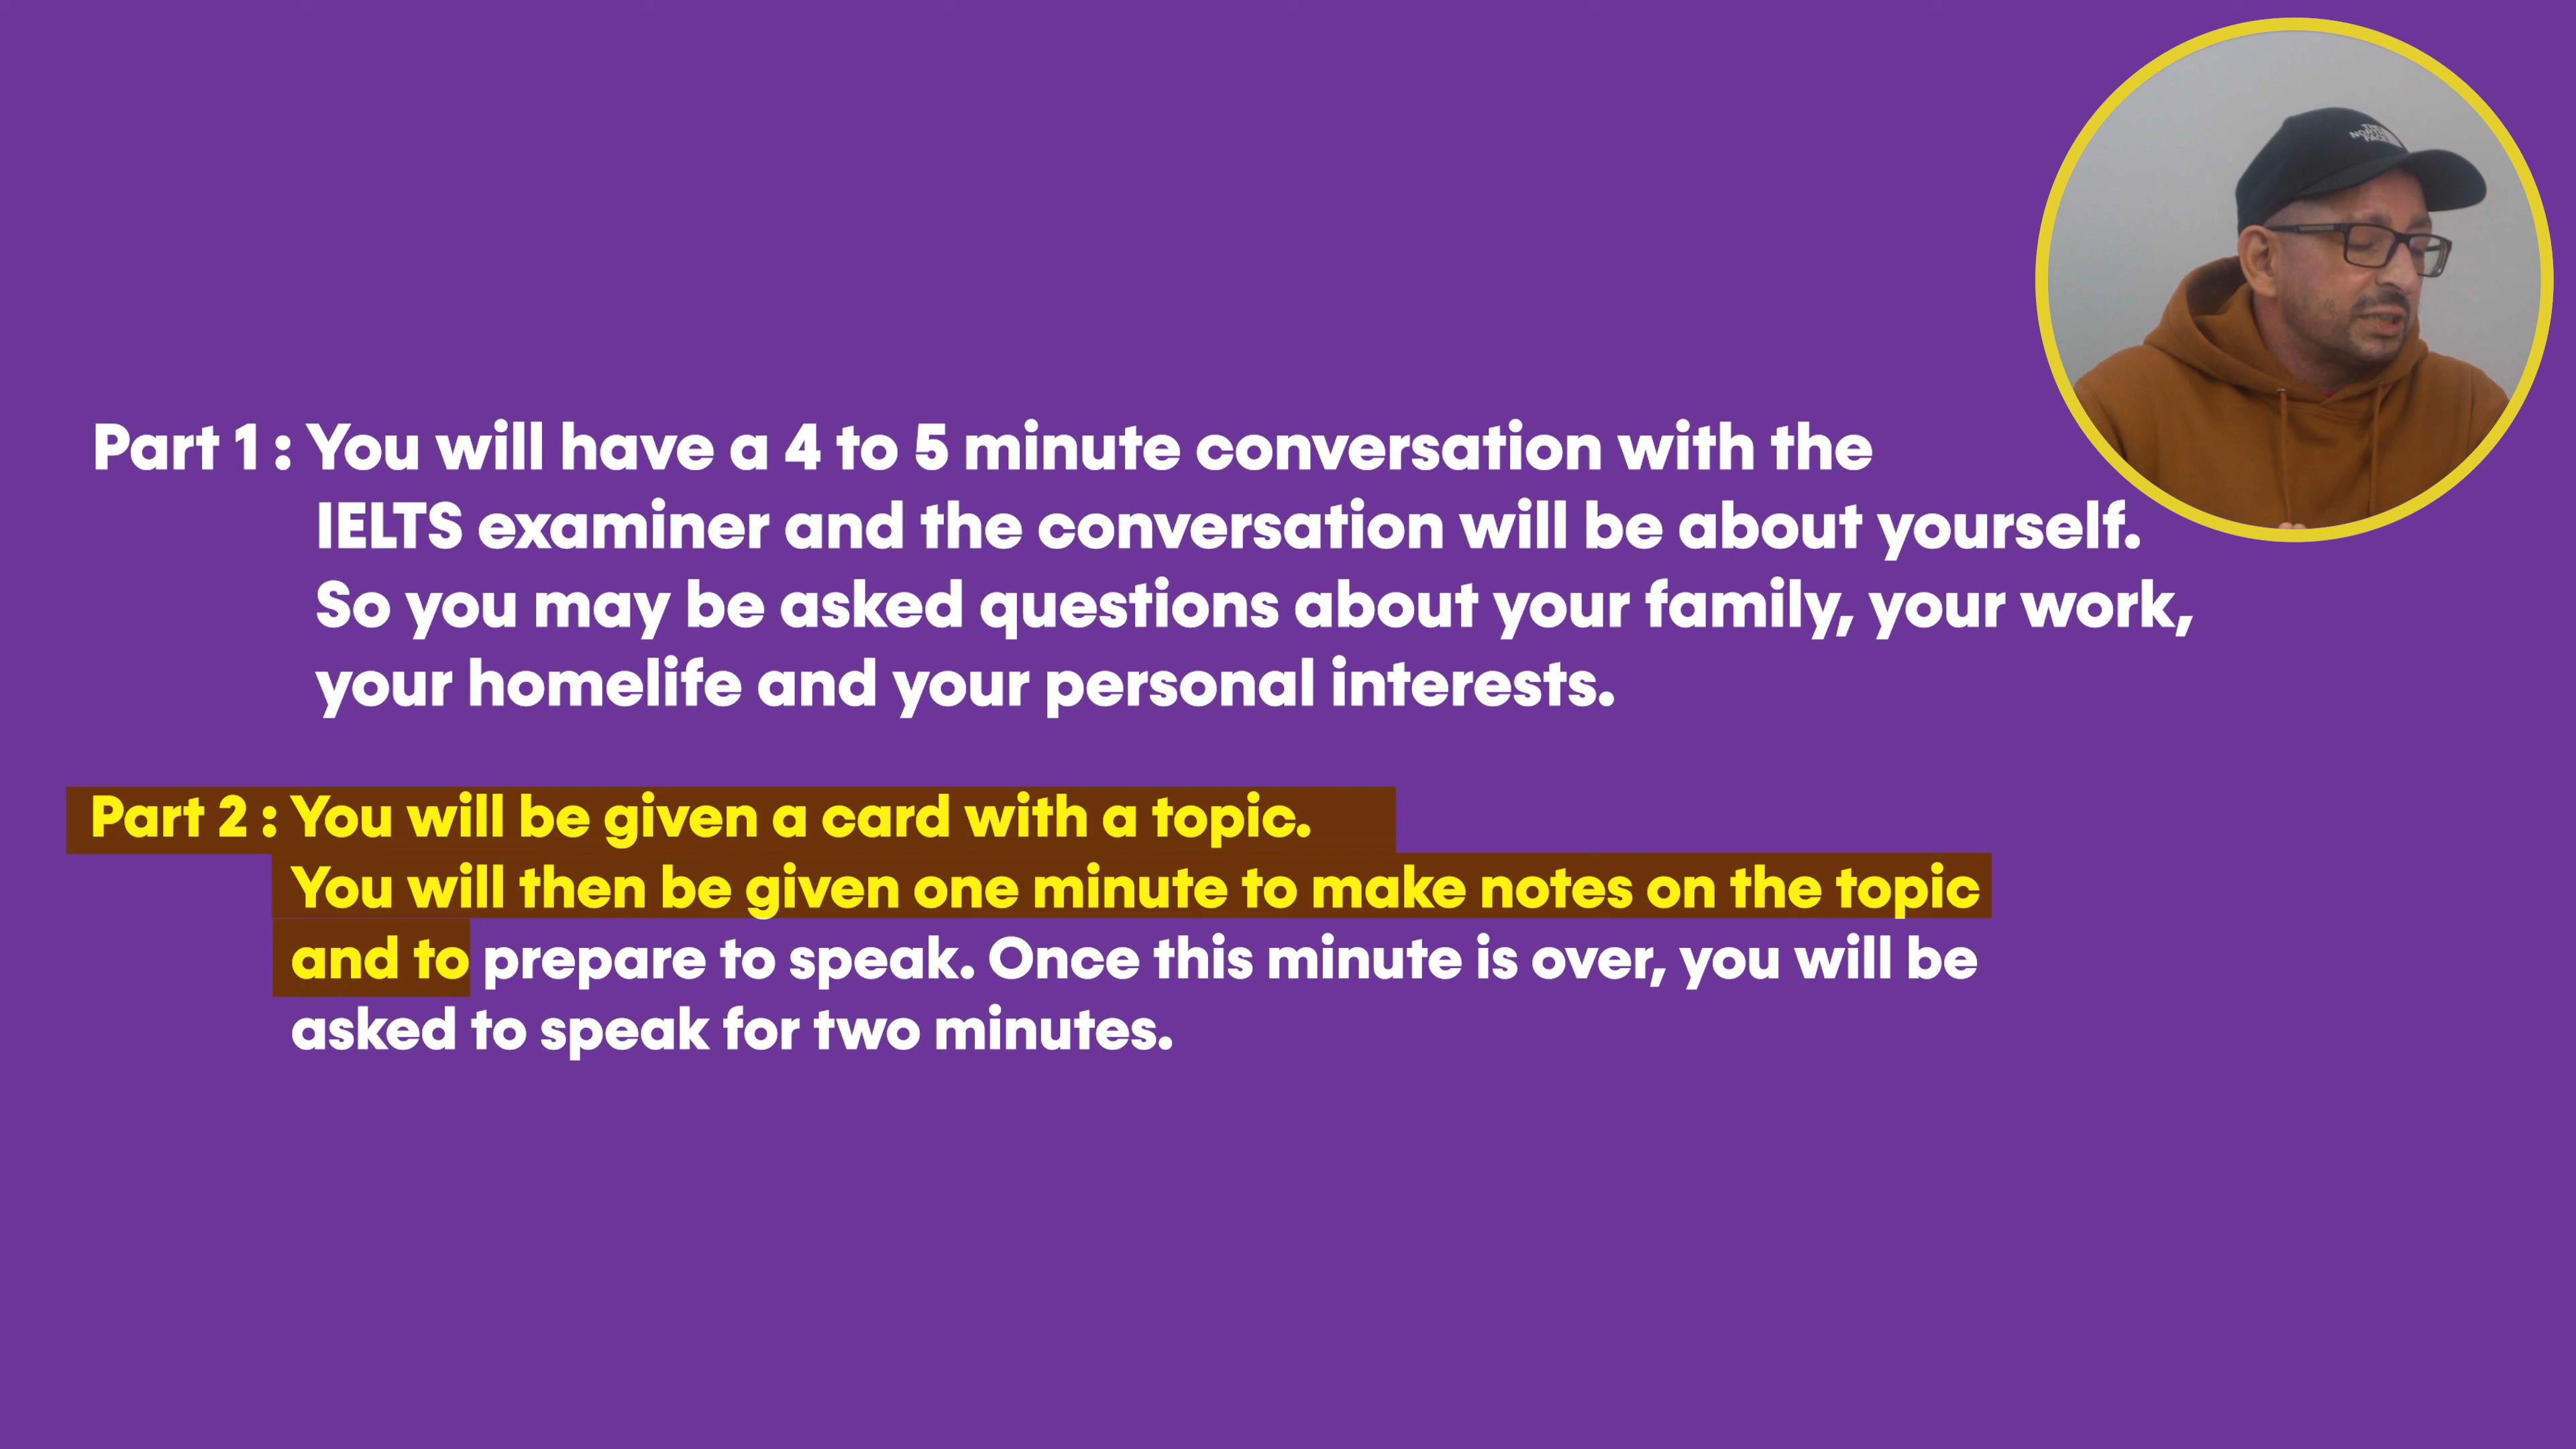 THE NORTH FACE
Part 1 : You will have a 4 to 5 minute conversation with the
IELTS examiner and the conversation will be about yourself.
So you may be asked questions about your family, your work,
your homelife and your personal interests.
Part 2 : You will be given a card with a topic.
You will then be given one minute to make notes on the topic
and to prepare to speak. Once this minute is over, you will be
asked to speak for two minutes.